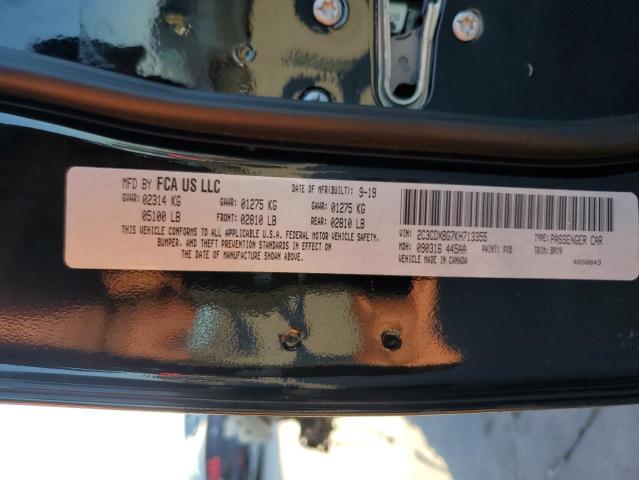 MFD BY FCA US LLC DATE OF MFR(BUILT): 9-19
GVWR: 02314 KG GAWR: 01275 KG GAWR: 01275 KG
05100 LB FRONT: 02810 LB REAR: 02810 LB
THIS VEHICLE CONFORMS TO ALL APPLICABLE U.S.A. FEDERAL MOTOR VEHICLE SAFETY,
BUMPER, AND THEFT PREVENTION STANDARDS IN EFFECT ON
THE DATE OF MANUFACTURE SHOWN ABOVE.
VIN: 2C3CDXBG7KH713355 TYPE: PASSENGER CAR
MDH: 090316 445AA PAINT: PX8 TRIM: BPX9
VEHICLE MADE IN CANADA 4658843